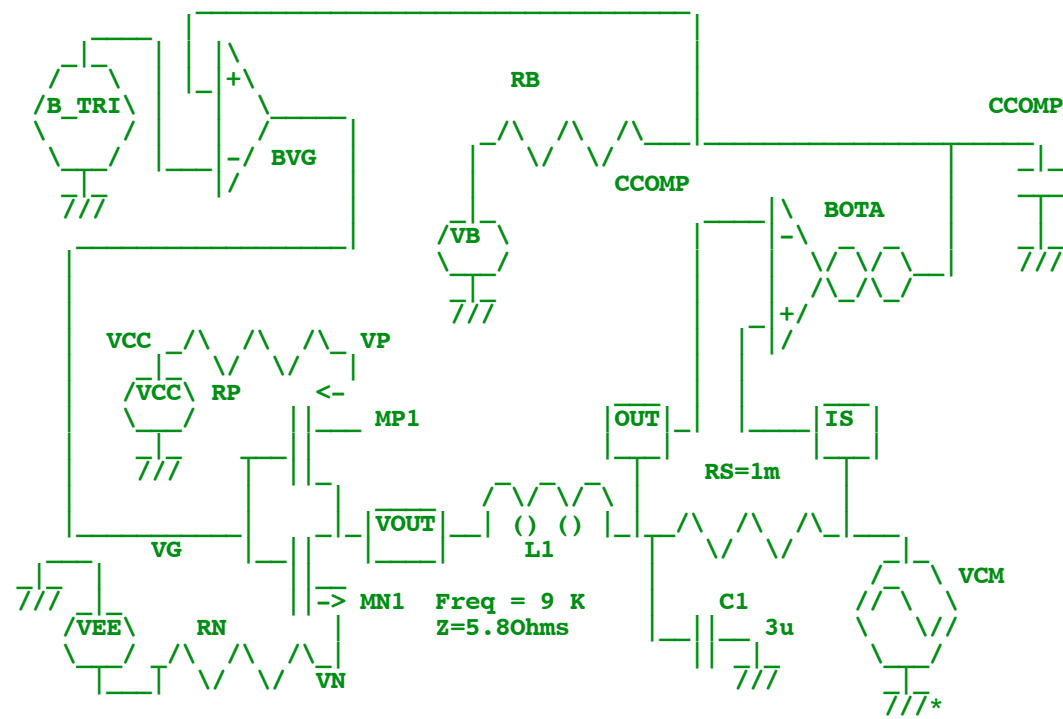 +
RB
B_TRI
CCOMP
-
BVG
CCOMP
BOTA
-
VB
+
VCC
VP
VCC
RP
<-
MP1
OUT
IS
RS=1m
VOUT
() ()
VG
L1
VCM
-> MN1
Freq = 9 K
C1
VEE
RN
Z=5.8Ohms
3u
VN
*